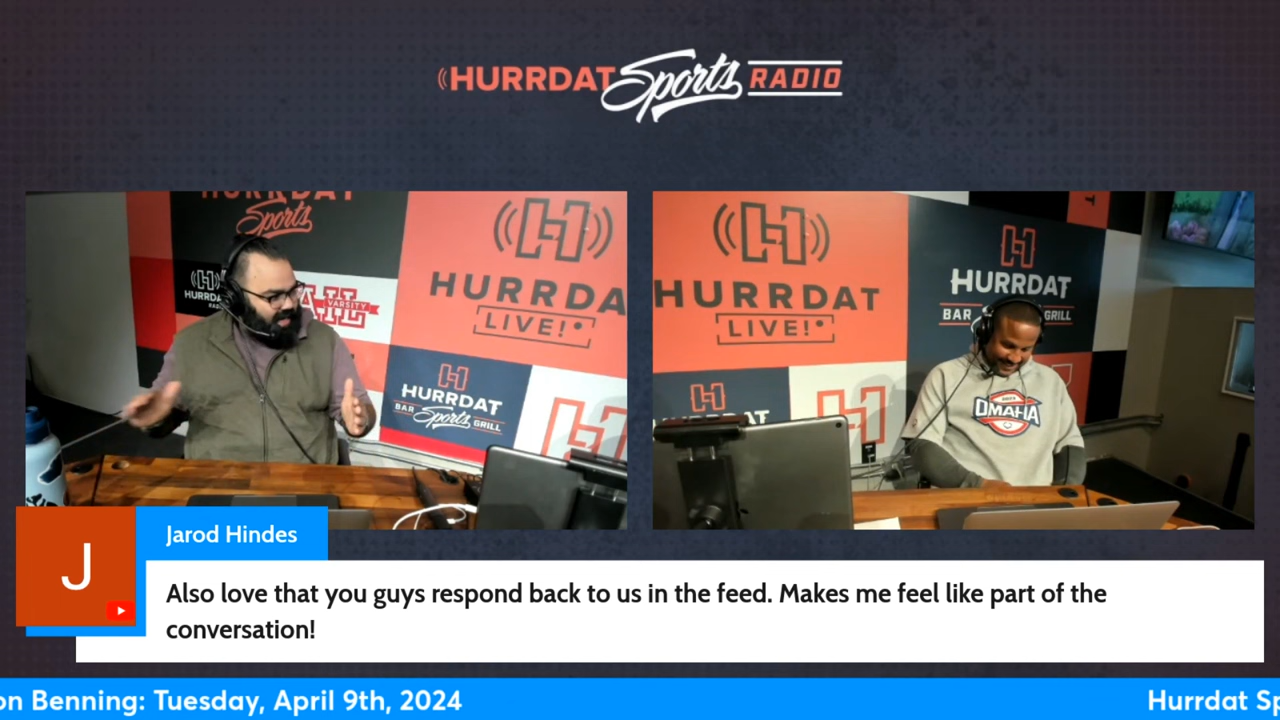 HURRDAT Sports RADIO
HURRDAT
Sports
HURRDA
LIVE!
VARSITY
HURRDAT
BAR Sports GRILL
HURRDAT
LIVE!
HURRDAT
BAR
GRILL
HURRDAT
OMAHA
Jarod Hindes
J
Also love that you guys respond back to us in the feed. Makes me feel like part of the
conversation!
on Benning: Tuesday, April 9th, 2024
Hurrdat Sp